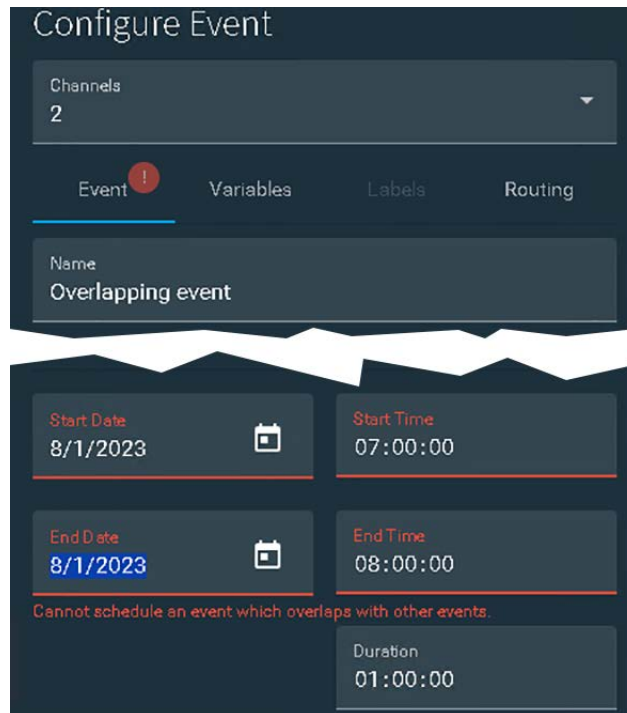 Configure Event
Channels
2
Event ! Variables Labels Routing
Name
Overlapping event
Start Date Start Time
8/1/2023 07:00:00
End Date End Time
8/1/2023 08:00:00
Cannot schedule an event which overlaps with other events.
Duration
01:00:00